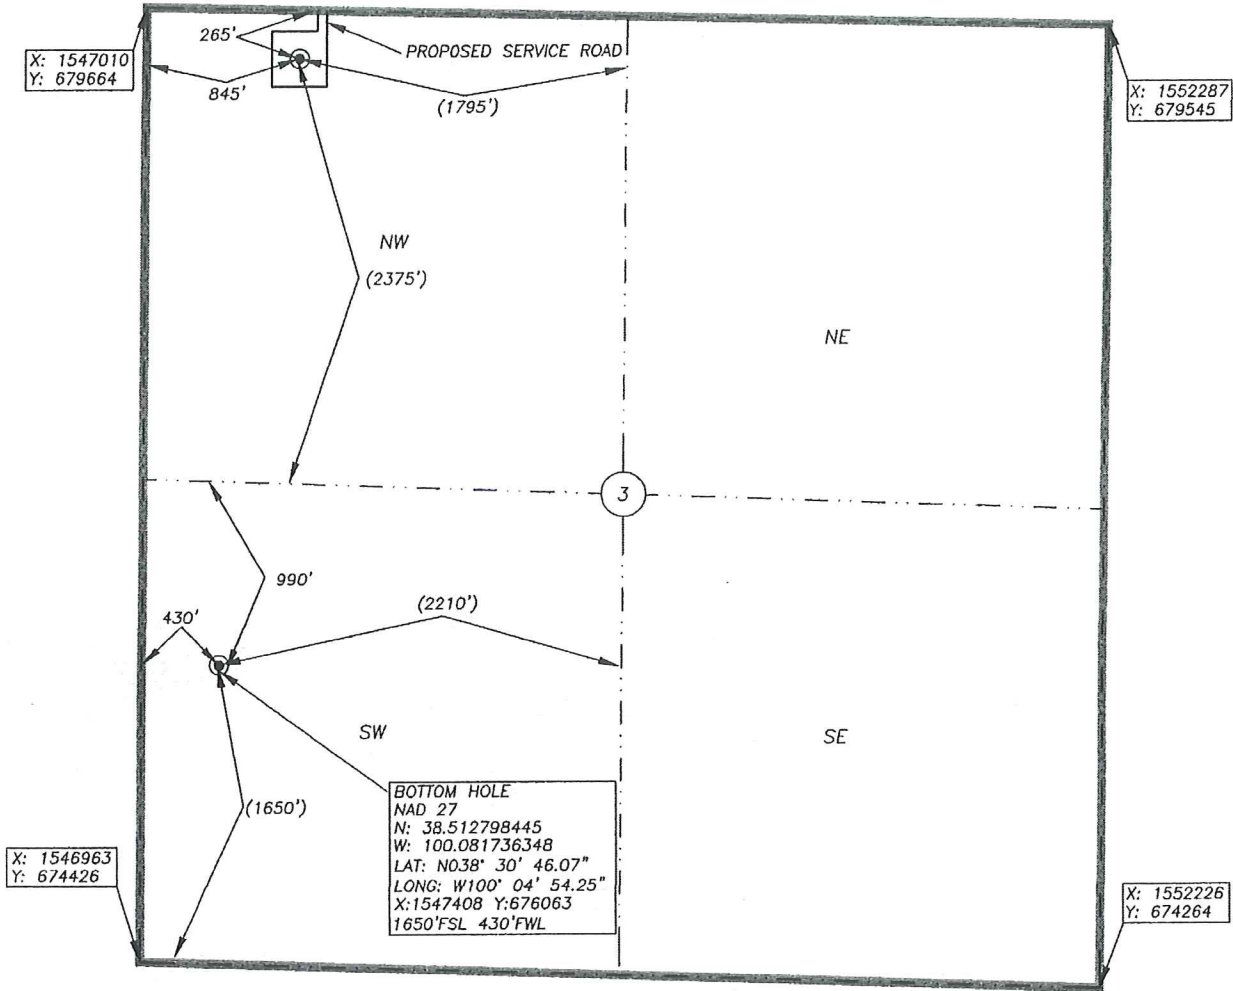 265'
PROPOSED SERVICE ROAD
X: 1547010
Y: 679664
845'
(1795')
X: 1552287
Y: 679545
NW
(2375')
NE
3
990'
430'
(2210')
SW
SE
(1650')
BOTTOM HOLE
NAD 27
N: 38.512798445
W: 100.081736348
LAT: N038° 30' 46.07"
LONG: W100° 04' 54.25"
X:1547408 Y:676063
1650'FSL 430'FWL
X: 1546963
Y: 674426
X: 1552226
Y: 674264